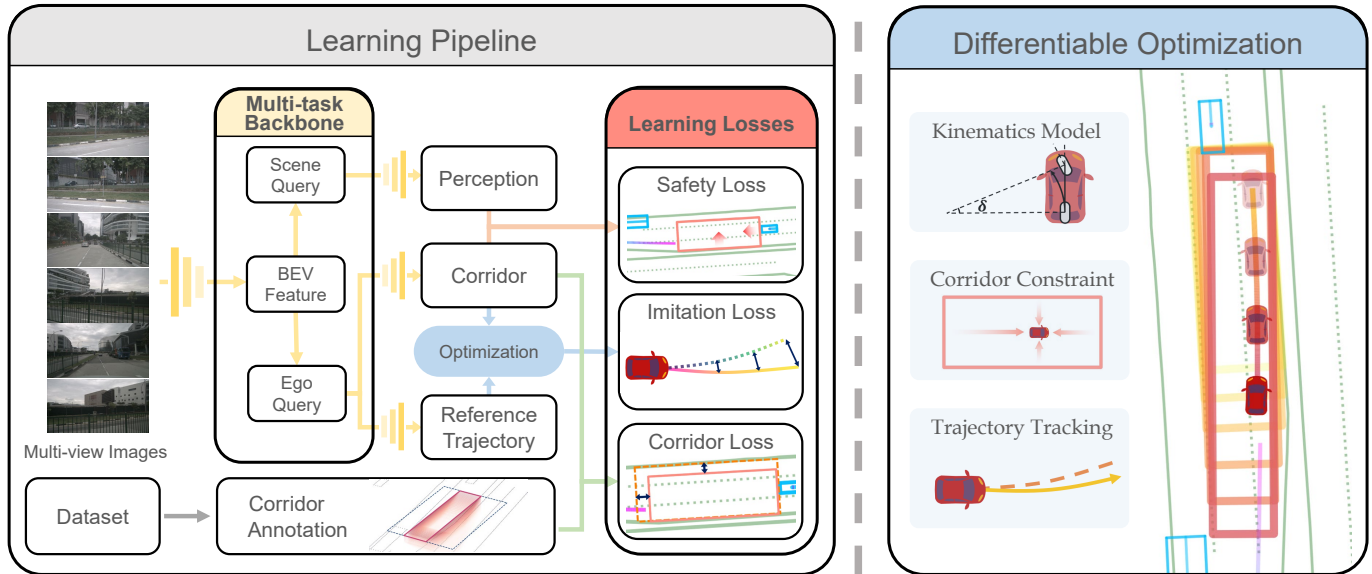 Learning Pipeline
Multi-view Images
Multi-task
Backbone
Scene
Query
BEV
Feature
Ego
Query
Perception
Corridor
Optimization
Reference
Trajectory
Dataset
Corridor
Annotation
Learning Losses
Safety Loss
Imitation Loss
Corridor Loss
Differentiable Optimization
Kinematics Model
δ
Corridor Constraint
Trajectory Tracking